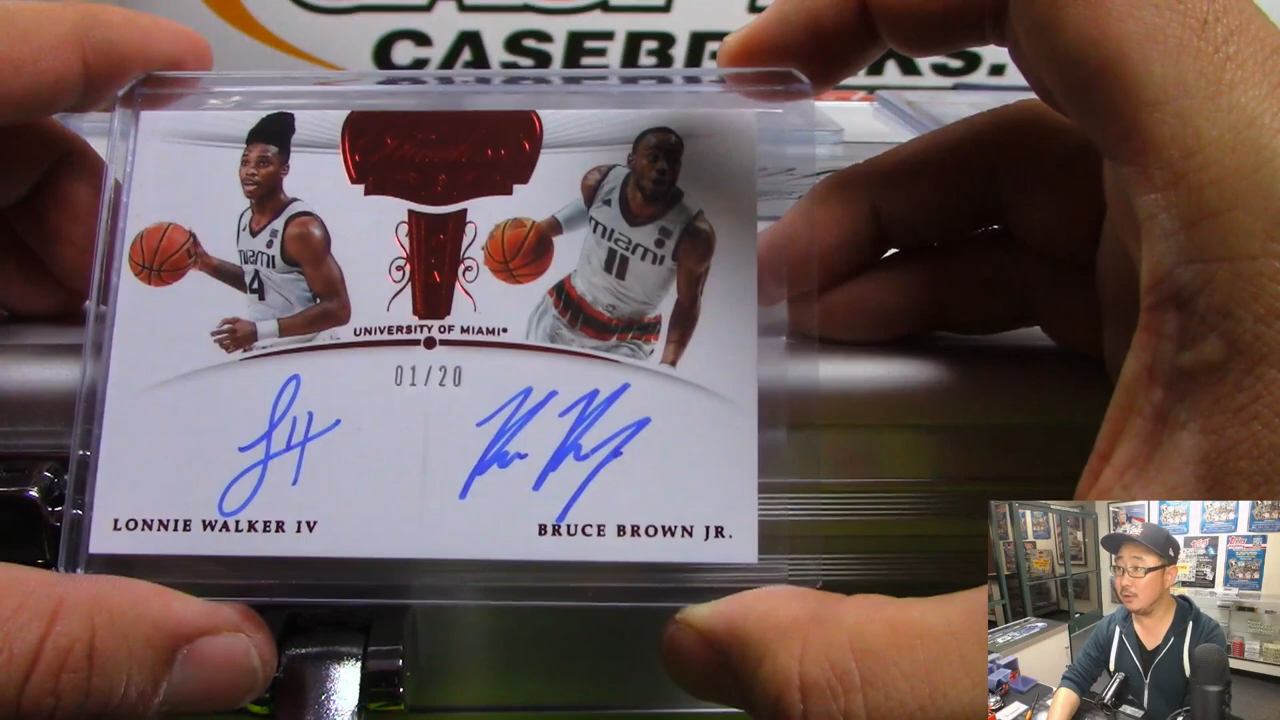 CASEBREAKS.
MIAMI
4
MIAMI
11
UNIVERSITY OF MIAMI®
01/20
LONNIE WALKER IV
BRUCE BROWN JR.